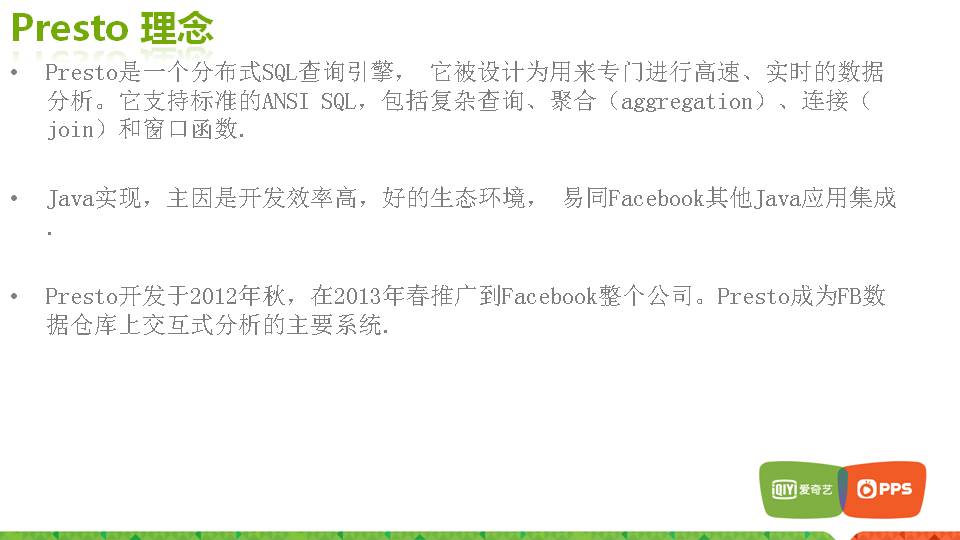 Presto 理念
• Presto是一个分布式SQL查询引擎， 它被设计为用来专门进行高速、实时的数据
分析。它支持标准的ANSI SQL，包括复杂查询、聚合（aggregation）、连接（
join）和窗口函数.
• Java实现，主因是开发效率高，好的生态环境， 易同Facebook其他Java应用集成
.
• Presto开发于2012年秋，在2013年春推广到Facebook整个公司。Presto成为FB数
据仓库上交互式分析的主要系统.
iQIYI 爱奇艺 PPS